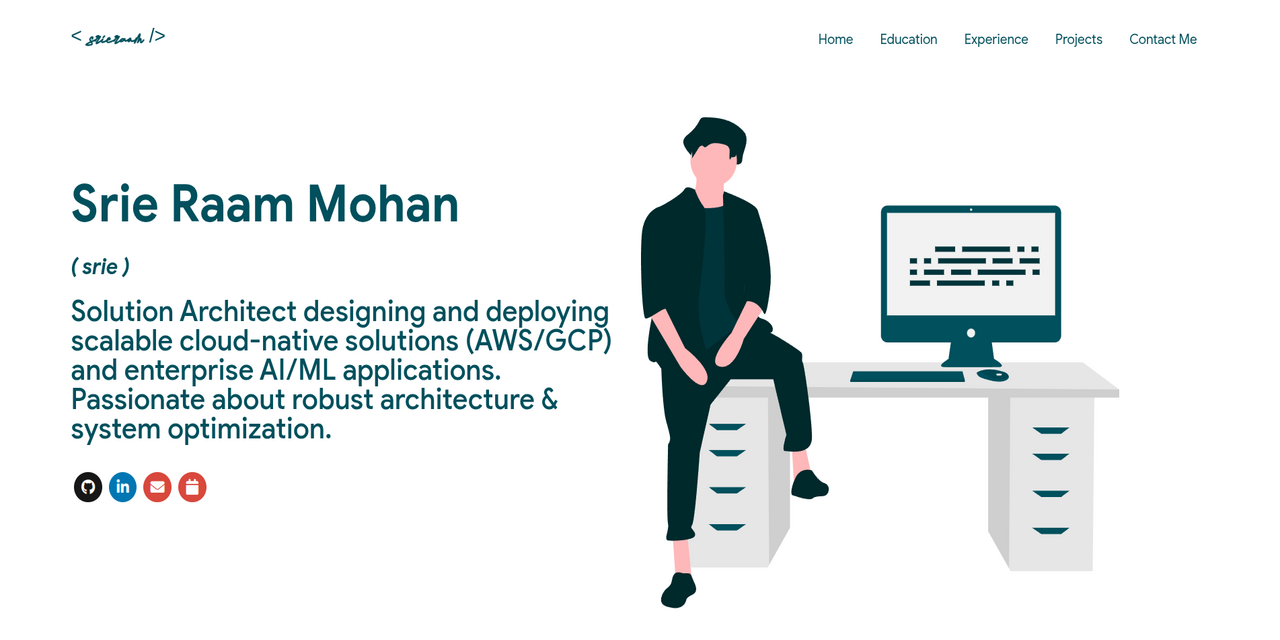 < srieraam />
Home Education Experience Projects Contact Me
Srie Raam Mohan
( srie )
Solution Architect designing and deploying
scalable cloud-native solutions (AWS/GCP)
and enterprise AI/ML applications.
Passionate about robust architecture &
system optimization.
in